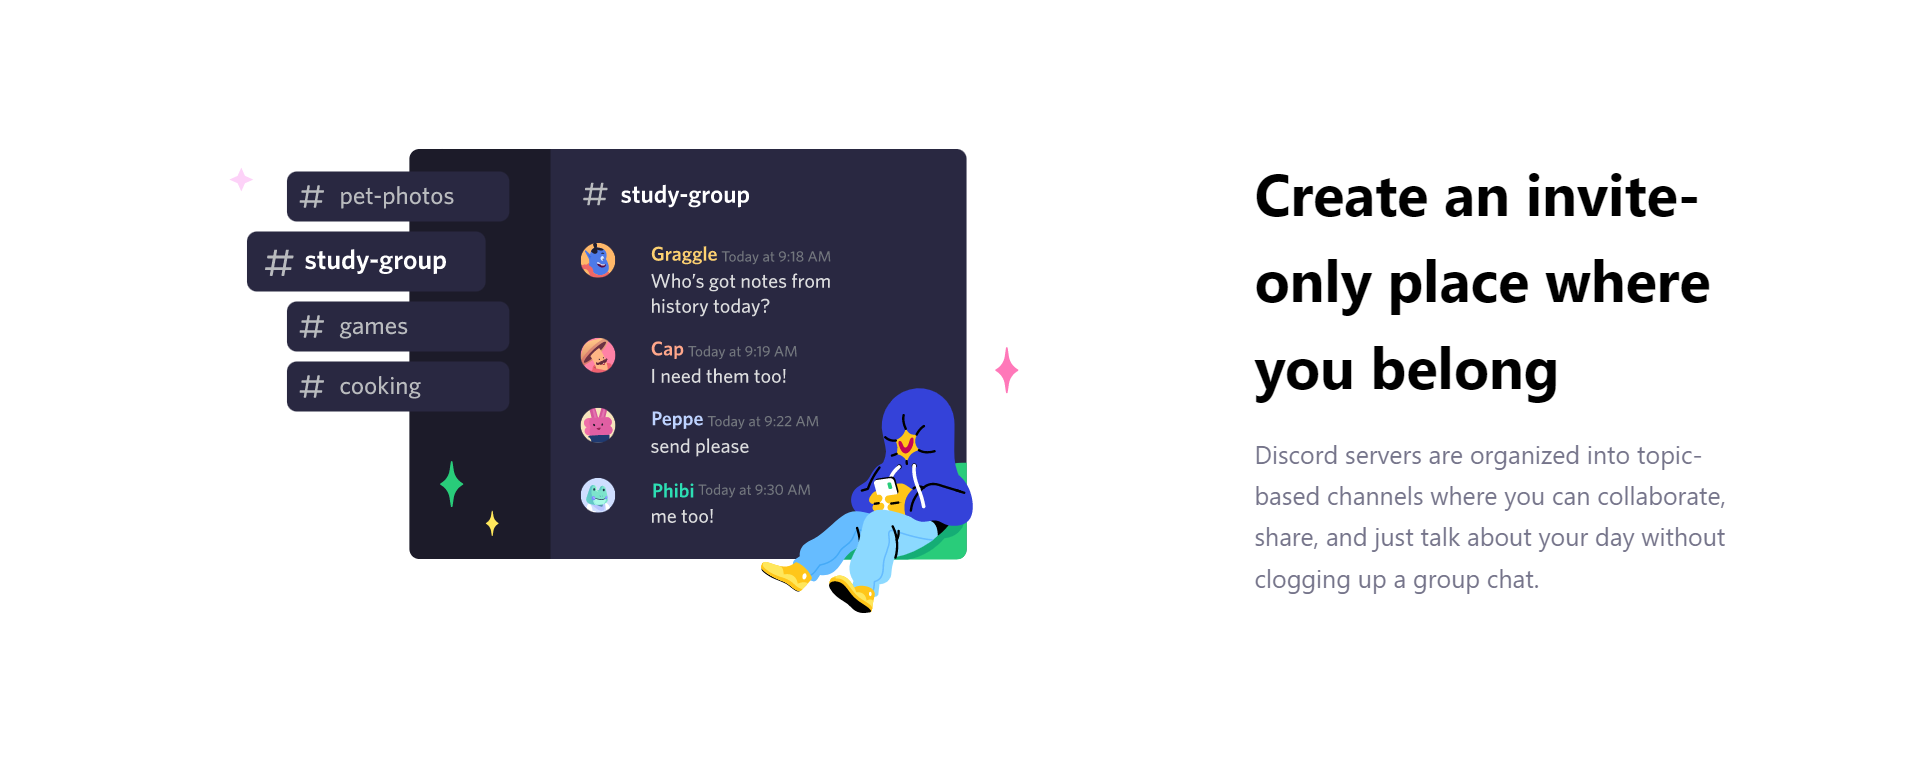 # pet-photos
# study-group
# games
# cooking
# study-group
Graggle Today at 9:18 AM
Who's got notes from
history today?
Cap Today at 9:19 AM
I need them too!
Peppe Today at 9:22 AM
send please
Phibi Today at 9:30 AM
me too!
Create an invite-
only place where
you belong
Discord servers are organized into topic-
based channels where you can collaborate,
share, and just talk about your day without
clogging up a group chat.